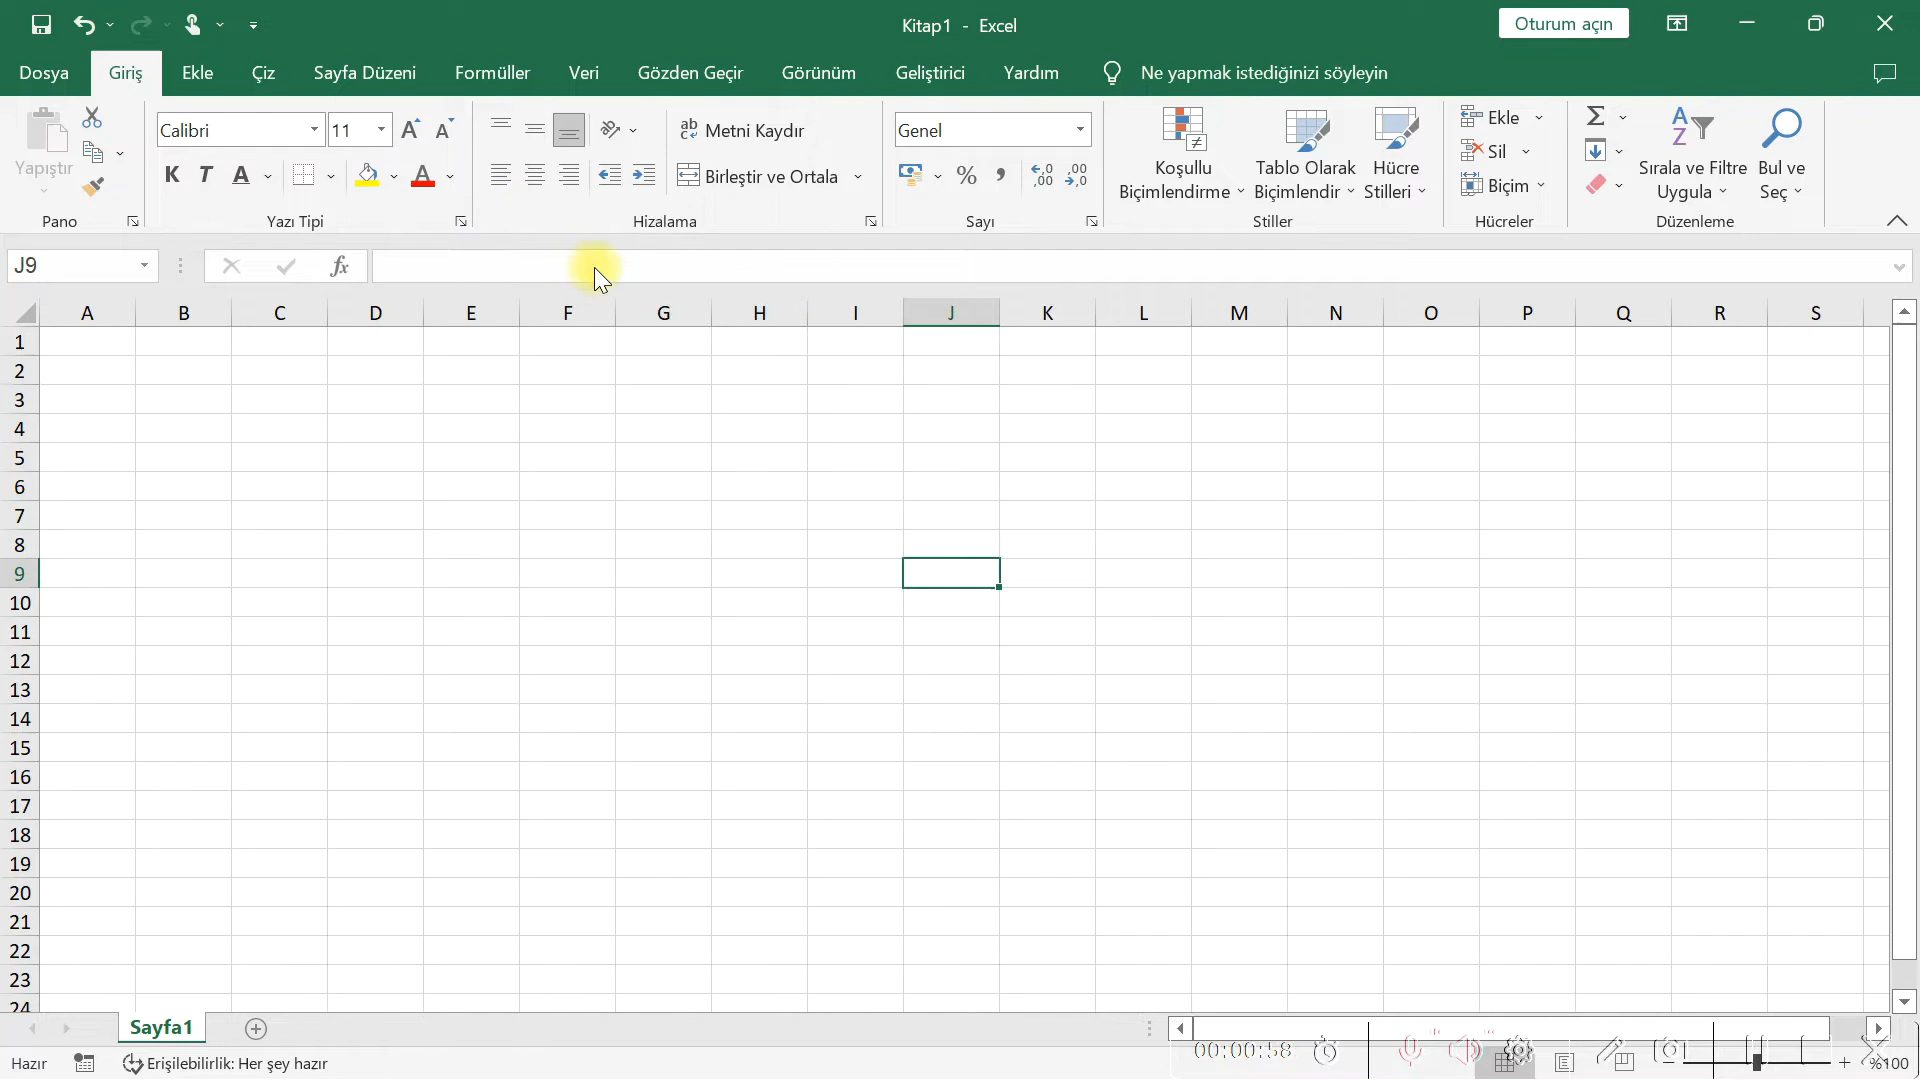 Kitap1 - Excel
Oturum açın
Dosya Giriş Ekle Çiz Sayfa Düzeni Formüller Veri Gözden Geçir Görünüm Geliştirici Yardım Ne yapmak istediğinizi söyleyin
Yapıştır
Pano
Calibri 11
K T A A
Yazı Tipi
ab Metni Kaydır
Birleştir ve Ortala
Hizalama
Genel
% ,
Sayı
Koşullu Biçimlendirme
Tablo Olarak Biçimlendir
Hücre Stilleri
Stiller
Ekle
Sil
Biçim
Hücreler
Σ
Sırala ve Filtre Uygula
Bul ve Seç
Düzenleme
J9 fx
A B C D E F G H I J K L M N O P Q R S
1
2
3
4
5
6
7
8
9
10
11
12
13
14
15
16
17
18
19
20
21
22
23
24
Sayfa1
Hazır Erişilebilirlik: Her şey hazır
00:00:58
%100